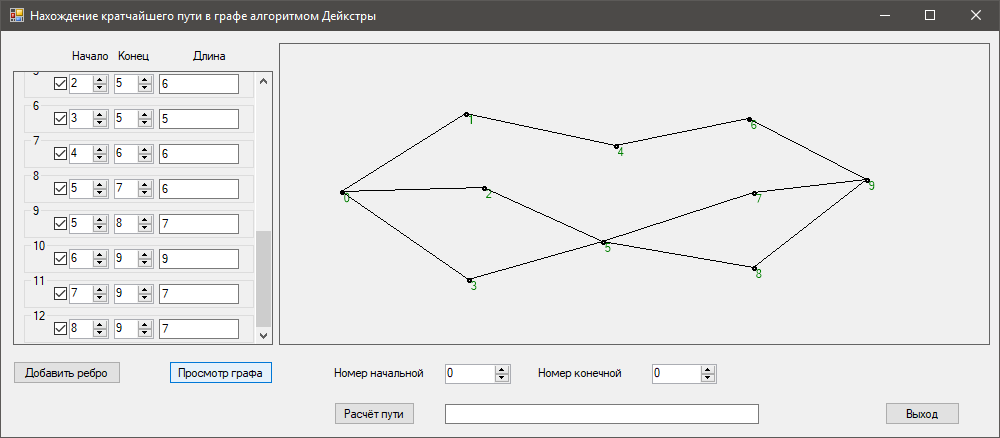 Нахождение кратчайшего пути в графе алгоритмом Дейкстры
Начало Конец Длина
2 5 6
6
3 5 5
7
4 6 6
8
5 7 6
9
5 8 7
10
6 9 9
11
7 9 7
12
8 9 7
1
6
4
2
7
9
0
5
8
3
Добавить ребро
Просмотр графа
Номер начальной 0
Номер конечной 0
Расчёт пути
Выход